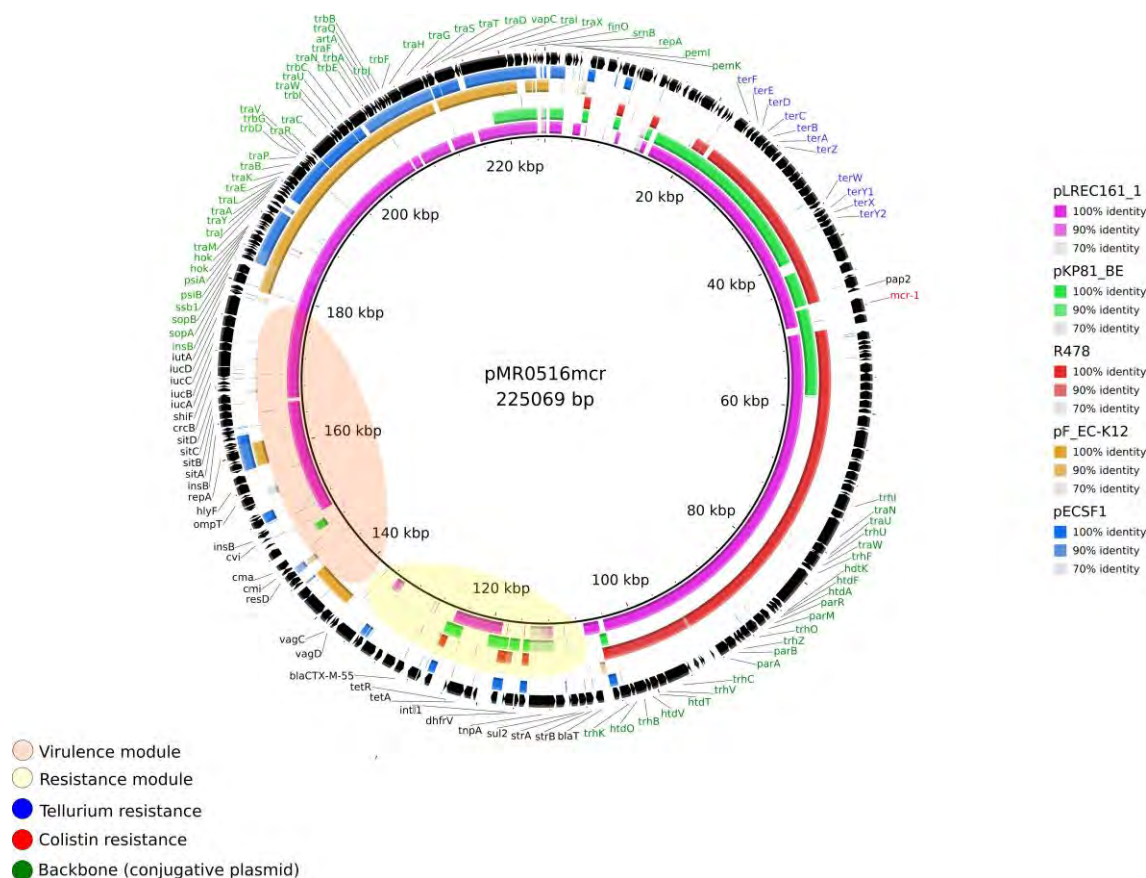 trbB
traQ
artA
traF
traN trbA
trbC trbE
traU
traW
trbI
trbJ
trbF
traH
traG
traS
traT
traD
vapC
traI
traX
finO
srnB
repA
pemI
pemK
terF
terE
terD
terC
terB
terA
terZ
terW
terY1
terX
terY2
pap2
mcr-1
traV
trbG
trbD
traC
traR
traP
traB
traK
traE
traL
traA
traY
traJ
traM
hok
hok
psiA
psiB
ssb1
sopB
sopA
insB
iutA
iucD
iucC
iucB
iucA
shiF
crcB
sitD
sitC
sitB
sitA
insB
repA
hlyF
ompT
insB
cvi
cma
cmi
resD
vagC
vagD
blaCTX-M-55
tetR
tetA
intI1
dhfrV
tnpA
sul2
strA
strB
blaT
trhK
htdO
trhB
htdV
htdT
trhV
trhC
parA
parB
trhZ
trhO
parM
parR
htdA
htdF
hdtK
trhF
traW
trhU
traU
traN
trhI
220 kbp
20 kbp
40 kbp
60 kbp
80 kbp
100 kbp
120 kbp
140 kbp
160 kbp
180 kbp
200 kbp
pMR0516mcr
225069 bp
pLREC161_1
100% identity
90% identity
70% identity
pKP81_BE
100% identity
90% identity
70% identity
R478
100% identity
90% identity
70% identity
pF_EC-K12
100% identity
90% identity
70% identity
pECSF1
100% identity
90% identity
70% identity
Virulence module
Resistance module
Tellurium resistance
Colistin resistance
Backbone (conjugative plasmid)